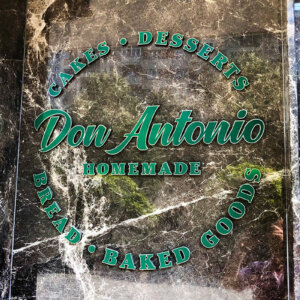 CAKES • DESSERTS
Don Antonio
HOMEMADE
BREAD • BAKED GOODS